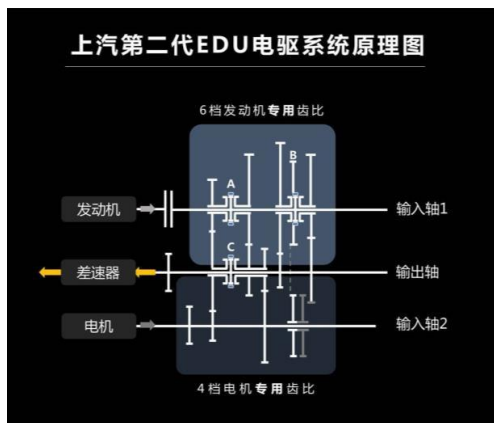 上汽第二代EDU电驱系统原理图
6档发动机专用齿比
A
B
发动机
输入轴1
C
差速器
输出轴
电机
输入轴2
4档电机专用齿比